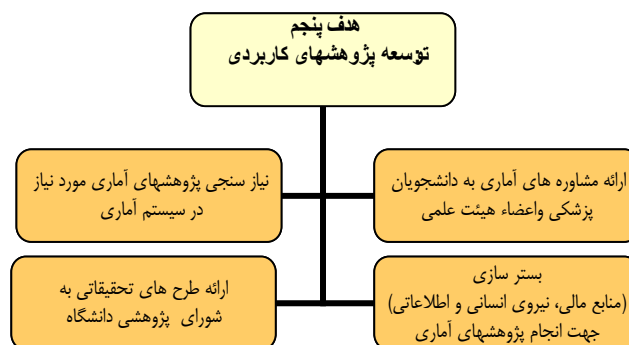 هدف پنجم
توسعه پژوهشهای کاربردی
ارائه مشاوره های آماری به دانشجویان
پزشکی واعضاء هیئت علمی
نیاز سنجی پژوهشهای آماری مورد نیاز
در سیستم آماری
بستر سازی
(منابع مالی، نیروی انسانی و اطلاعاتی)
جهت انجام پژوهشهای آماری
ارائه طرح های تحقیقاتی به
شورای پژوهشی دانشگاه